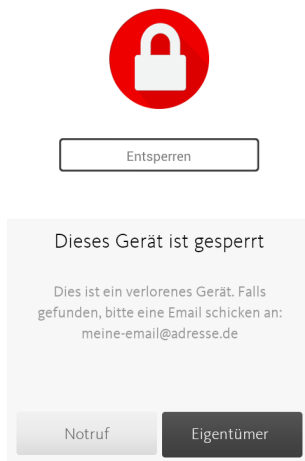 Entsperren
Dieses Gerät ist gesperrt
Dies ist ein verlorenes Gerät. Falls
gefunden, bitte eine Email schicken an:
meine-email@adresse.de
Notruf
Eigentümer